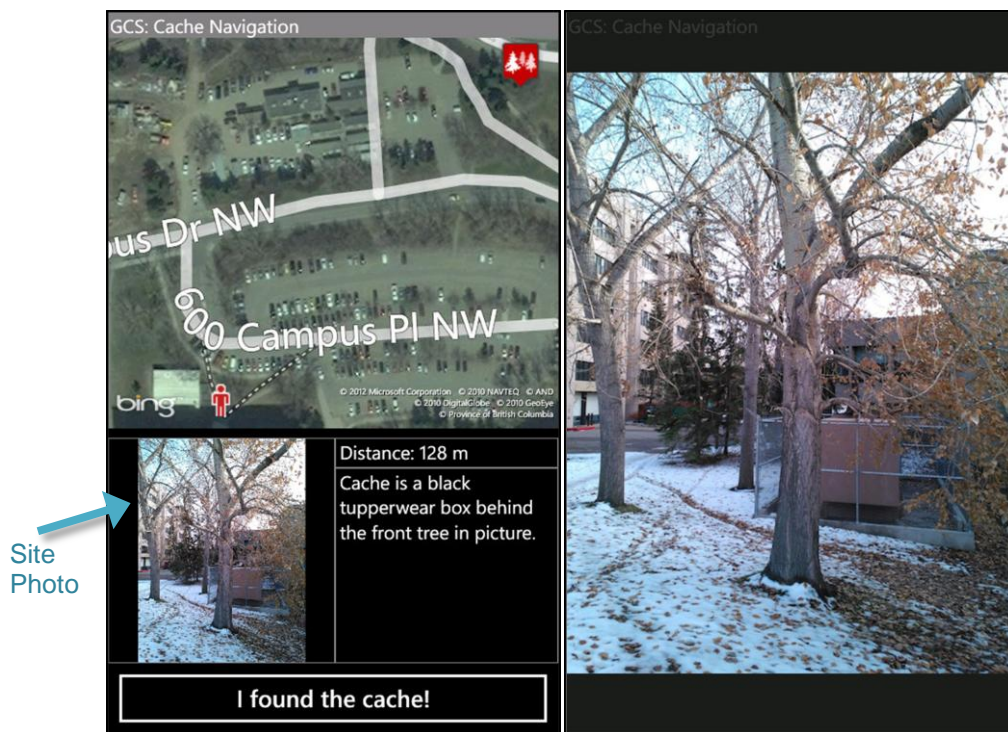 GCS: Cache Navigation
GCS: Cache Navigation
pus Dr NW
600 Campus Pl NW
© 2012 Microsoft Corporation © 2010 NAVTEQ © AND
© 2010 DigitalGlobe © 2010 GeoEye
© Province of British Columbia
bing
Distance: 128 m
Cache is a black
tupperwear box behind
the front tree in picture.
Site
Photo
I found the cache!